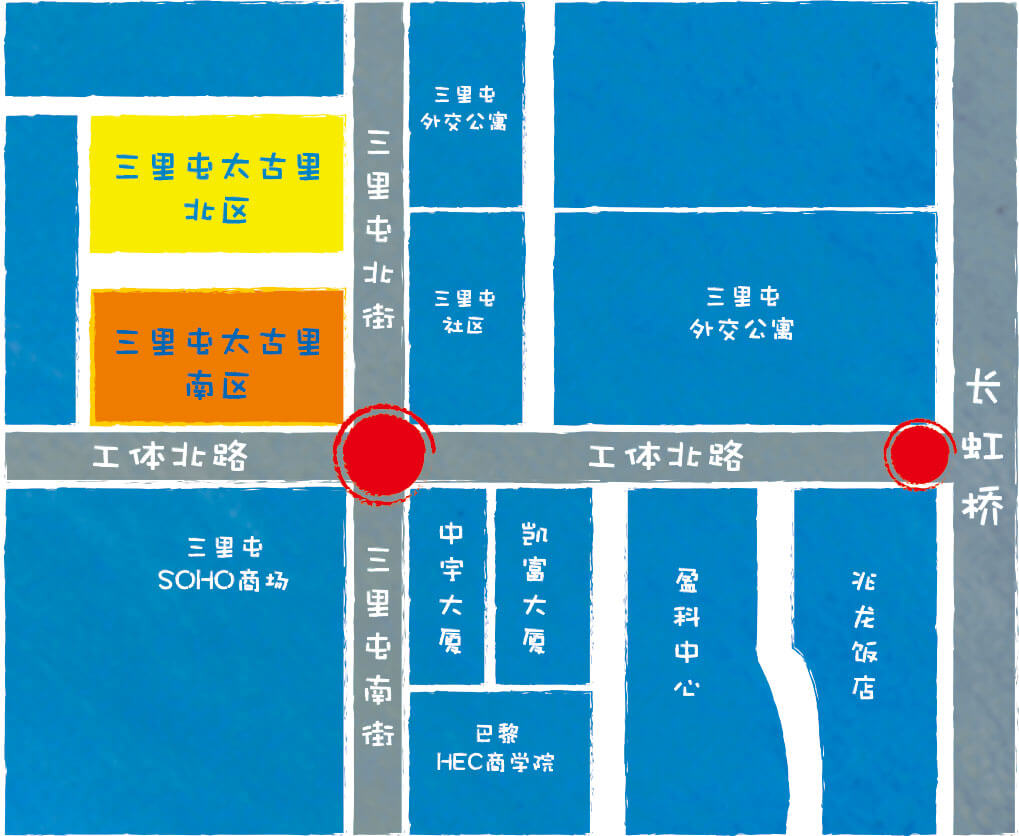 三里屯
外交公寓
三里屯太古里
北区
三里屯北街
三里屯
社区
三里屯
外交公寓
三里屯太古里
南区
长虹桥
工体北路
工体北路
三里屯
SOHO商场
三里屯南街
中宇大厦
凯富大厦
盈科中心
兆龙饭店
巴黎
HEC商学院